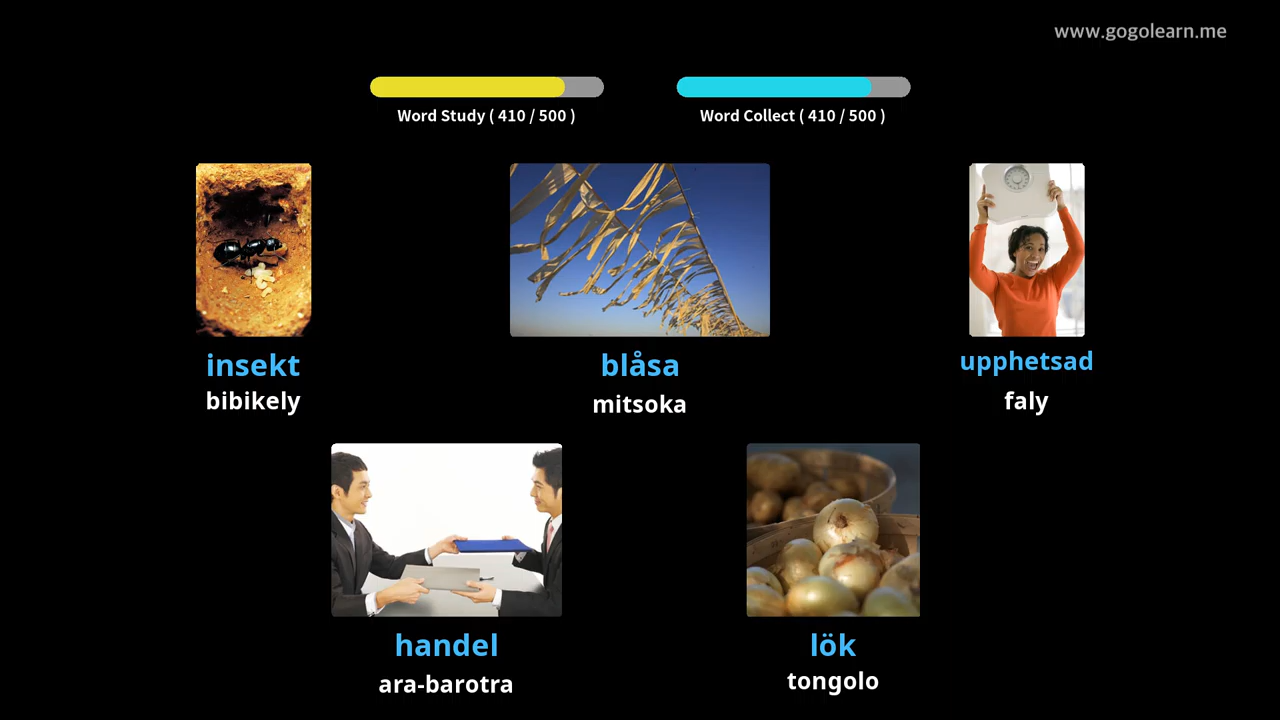 www.gogolearn.me
Word Study ( 410 / 500 )
Word Collect ( 410 / 500 )
insekt
bibikely
blåsa
mitsoka
upphetsad
faly
handel
ara-barotra
lök
tongolo